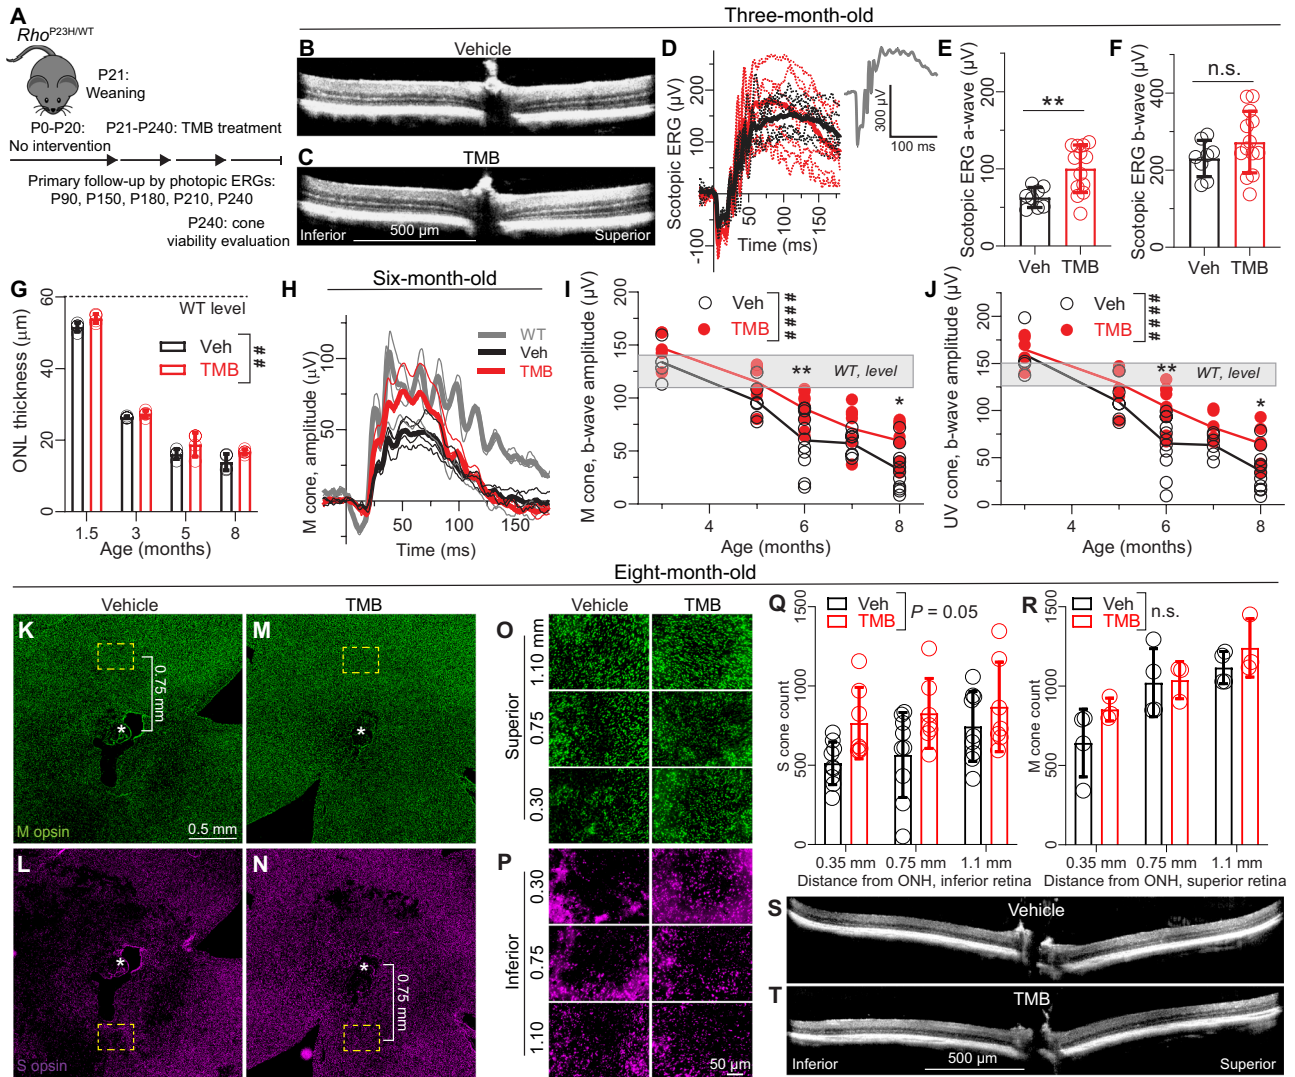 Three-month-old
A
Rho^P23H/WT
P21:
Weaning
P0-P20:
No intervention
P21-P240: TMB treatment
Primary follow-up by photopic ERGs:
P90, P150, P180, P210, P240
P240: cone
viability evaluation
B
Vehicle
C
TMB
Inferior
500 µm
Superior
D
Scotopic ERG (µV)
200
100
-100
50
100
150
Time (ms)
300 µV
100 ms
E
Scotopic ERG a-wave (µV)
200
100
0
**
Veh
TMB
F
Scotopic ERG b-wave (µV)
400
200
0
n.s.
Veh
TMB
G
ONL thickness (µm)
60
40
20
0
WT level
Veh
TMB
##
1.5
3
5
8
Age (months)
Six-month-old
H
M cone, amplitude (µV)
100
50
WT
Veh
TMB
50
100
150
Time (ms)
I
M cone, b-wave amplitude (µV)
200
150
100
50
0
Veh
TMB
####
**
WT, level
*
4
6
8
Age (months)
J
UV cone, b-wave amplitude (µV)
200
150
100
50
0
Veh
TMB
####
**
WT, level
*
4
6
8
Age (months)
Eight-month-old
Vehicle
TMB
K
0.75 mm
*
M opsin
0.5 mm
M
*
L
*
S opsin
N
*
0.75 mm
Vehicle
TMB
O
Superior
1.10 mm
0.75
0.30
P
Inferior
0.30
0.75
1.10
50 µm
Q
S cone count
1500
1000
500
0
Veh
TMB
P = 0.05
0.35 mm
0.75 mm
1.1 mm
Distance from ONH, inferior retina
R
M cone count
1500
1000
500
0
Veh
TMB
n.s.
0.35 mm
0.75 mm
1.1 mm
Distance from ONH, superior retina
S
Vehicle
T
TMB
Inferior
500 µm
Superior